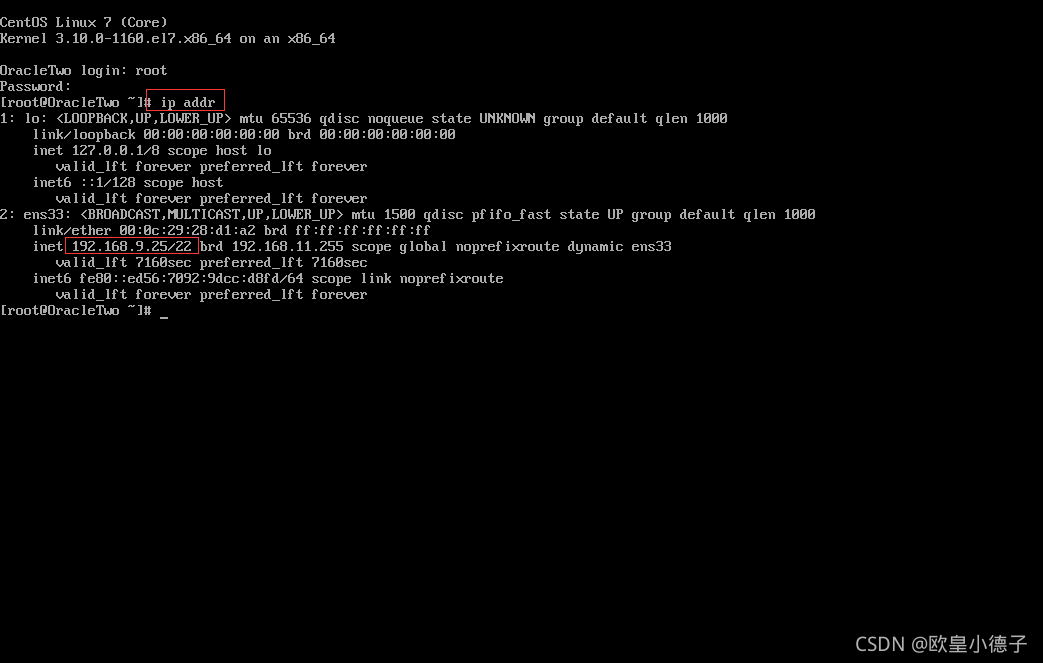 CentOS Linux 7 (Core)
Kernel 3.10.0-1160.el7.x86_64 on an x86_64
OracleTwo login: root
Password:
[root@OracleTwo ~]# ip addr
1: lo: <LOOPBACK,UP,LOWER_UP> mtu 65536 qdisc noqueue state UNKNOWN group default qlen 1000
    link/loopback 00:00:00:00:00:00 brd 00:00:00:00:00:00
    inet 127.0.0.1/8 scope host lo
       valid_lft forever preferred_lft forever
    inet6 ::1/128 scope host
       valid_lft forever preferred_lft forever
2: ens33: <BROADCAST,MULTICAST,UP,LOWER_UP> mtu 1500 qdisc pfifo_fast state UP group default qlen 1000
    link/ether 00:0c:29:28:d1:a2 brd ff:ff:ff:ff:ff:ff
    inet 192.168.9.25/22 brd 192.168.11.255 scope global noprefixroute dynamic ens33
       valid_lft 7160sec preferred_lft 7160sec
    inet6 fe80::ed56:7092:9dcc:d8fd/64 scope link noprefixroute
       valid_lft forever preferred_lft forever
[root@OracleTwo ~]# _
CSDN @欧皇小德子